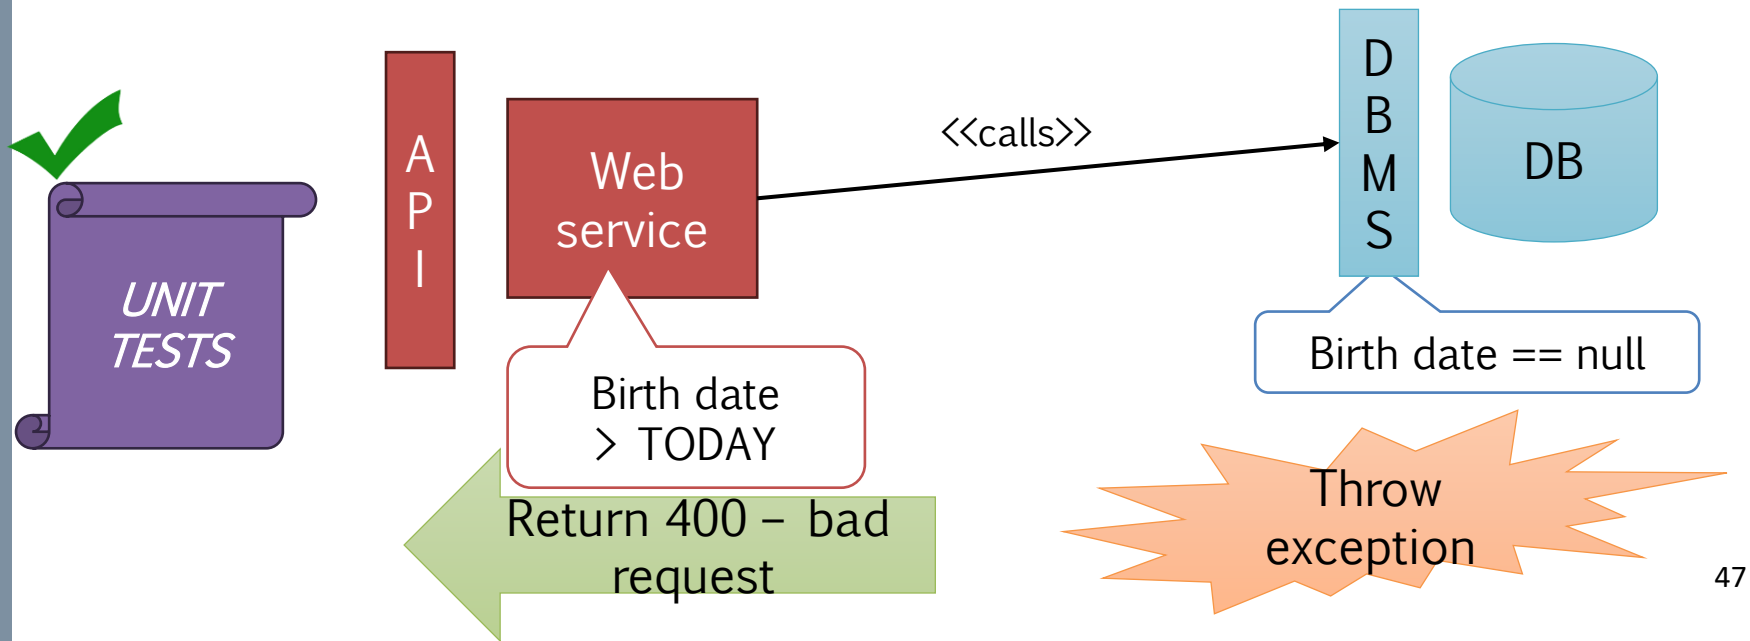 UNIT
TESTS
A
P
I
Web
service
<<calls>>
D
B
M
S
DB
Birth date
> TODAY
Birth date == null
Return 400 – bad
request
Throw
exception
47